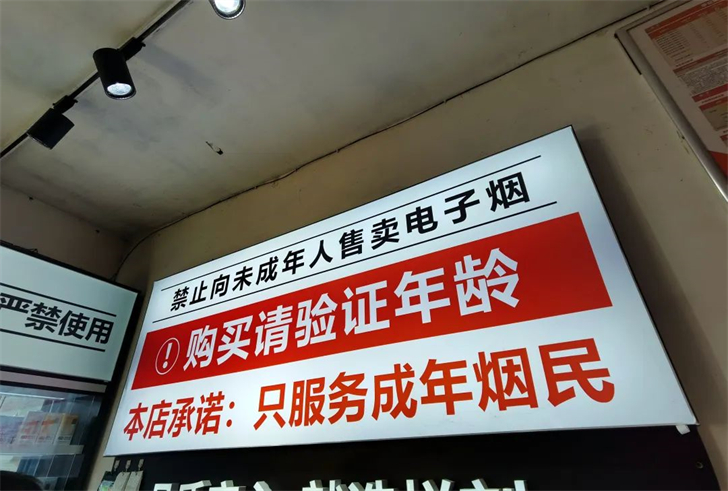 禁止向未成年人售卖电子烟
购买请验证年龄
本店承诺：只服务成年烟民
严禁使用